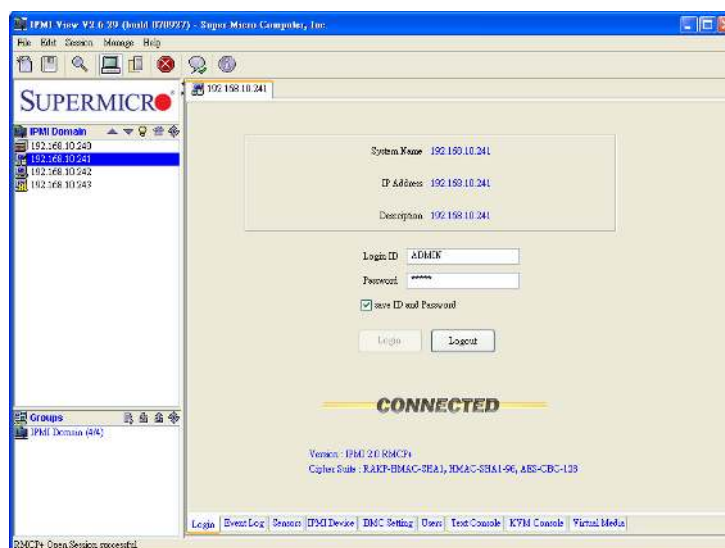 IPMI View V2.6.29 (build 070927) - Super Micro Computer, Inc.
File Edit Session Manage Help
SUPERMICRO
192.168.10.241
IPMI Domain
192.168.10.240
192.168.10.241
192.168.10.242
192.168.10.243
System Name 192.168.10.241
IP Address 192.168.10.241
Description 192.168.10.241
Login ID ADMIN
Password *****
save ID and Password
Login Logout
CONNECTED
Groups
IPMI Domain (4/4)
Version : IPMI 2.0 RMCP+
Cipher Suite : RAKP-HMAC-SHA1, HMAC-SHA1-96, AES-CBC-128
Login Event Log Sensors IPMI Device BMC Setting Users Text Console KVM Console Virtual Media
RMCP+ Open Session successful